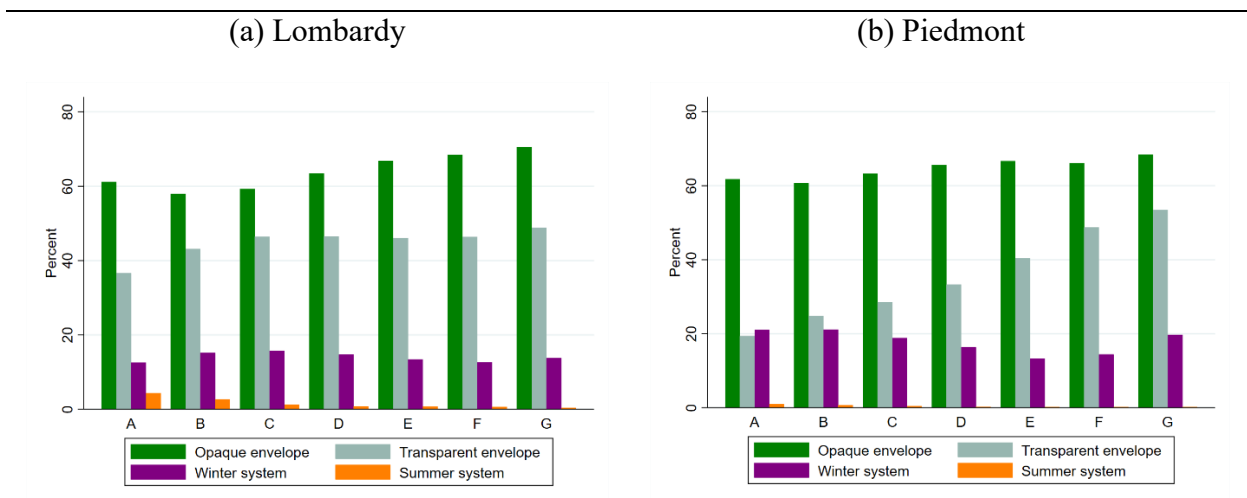 (a) Lombardy
(b) Piedmont
80
60
40
20
0
Percent
A B C D E F G
Opaque envelope Transparent envelope
Winter system Summer system
80
60
40
20
0
Percent
A B C D E F G
Opaque envelope Transparent envelope
Winter system Summer system